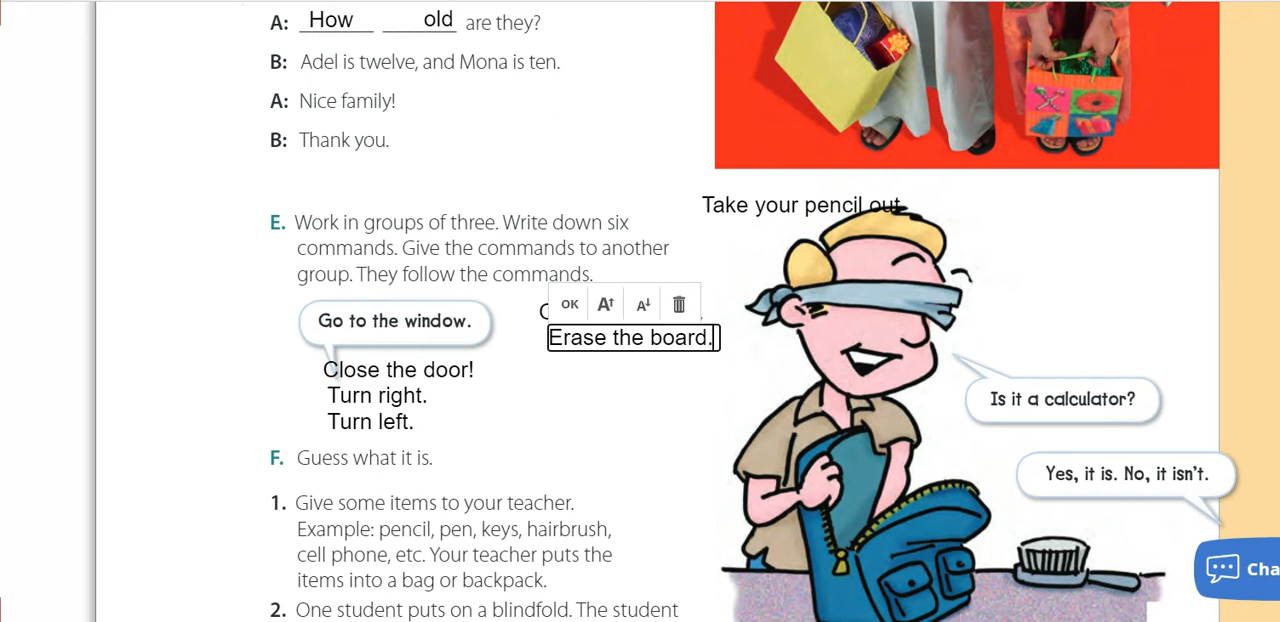 A: How old are they?
B: Adel is twelve, and Mona is ten.
A: Nice family!
B: Thank you.
Take your pencil out.
E. Work in groups of three. Write down six
commands. Give the commands to another
group. They follow the commands.
OK A A
Go to the window.
Erase the board.
Close the door!
Turn right.
Turn left.
Is it a calculator?
F. Guess what it is.
Yes, it is. No, it isn't.
1. Give some items to your teacher.
Example: pencil, pen, keys, hairbrush,
cell phone, etc. Your teacher puts the
items into a bag or backpack.
2. One student puts on a blindfold. The student